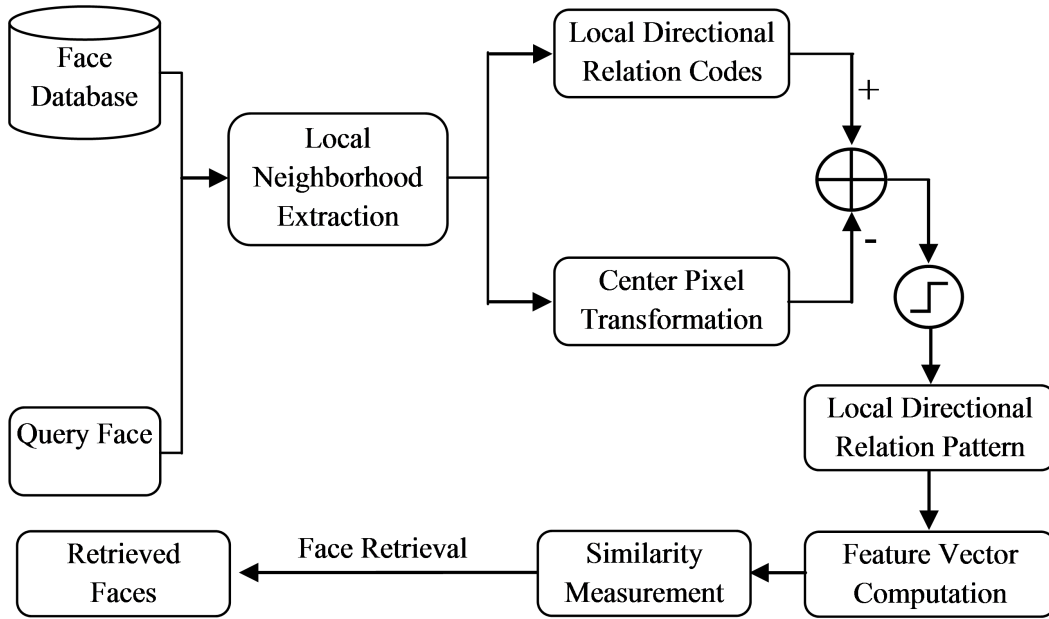 Face
Database
Local
Neighborhood
Extraction
Query Face
Local Directional
Relation Codes
+
-
Center Pixel
Transformation
Local Directional
Relation Pattern
Feature Vector
Computation
Similarity
Measurement
Face Retrieval
Retrieved
Faces